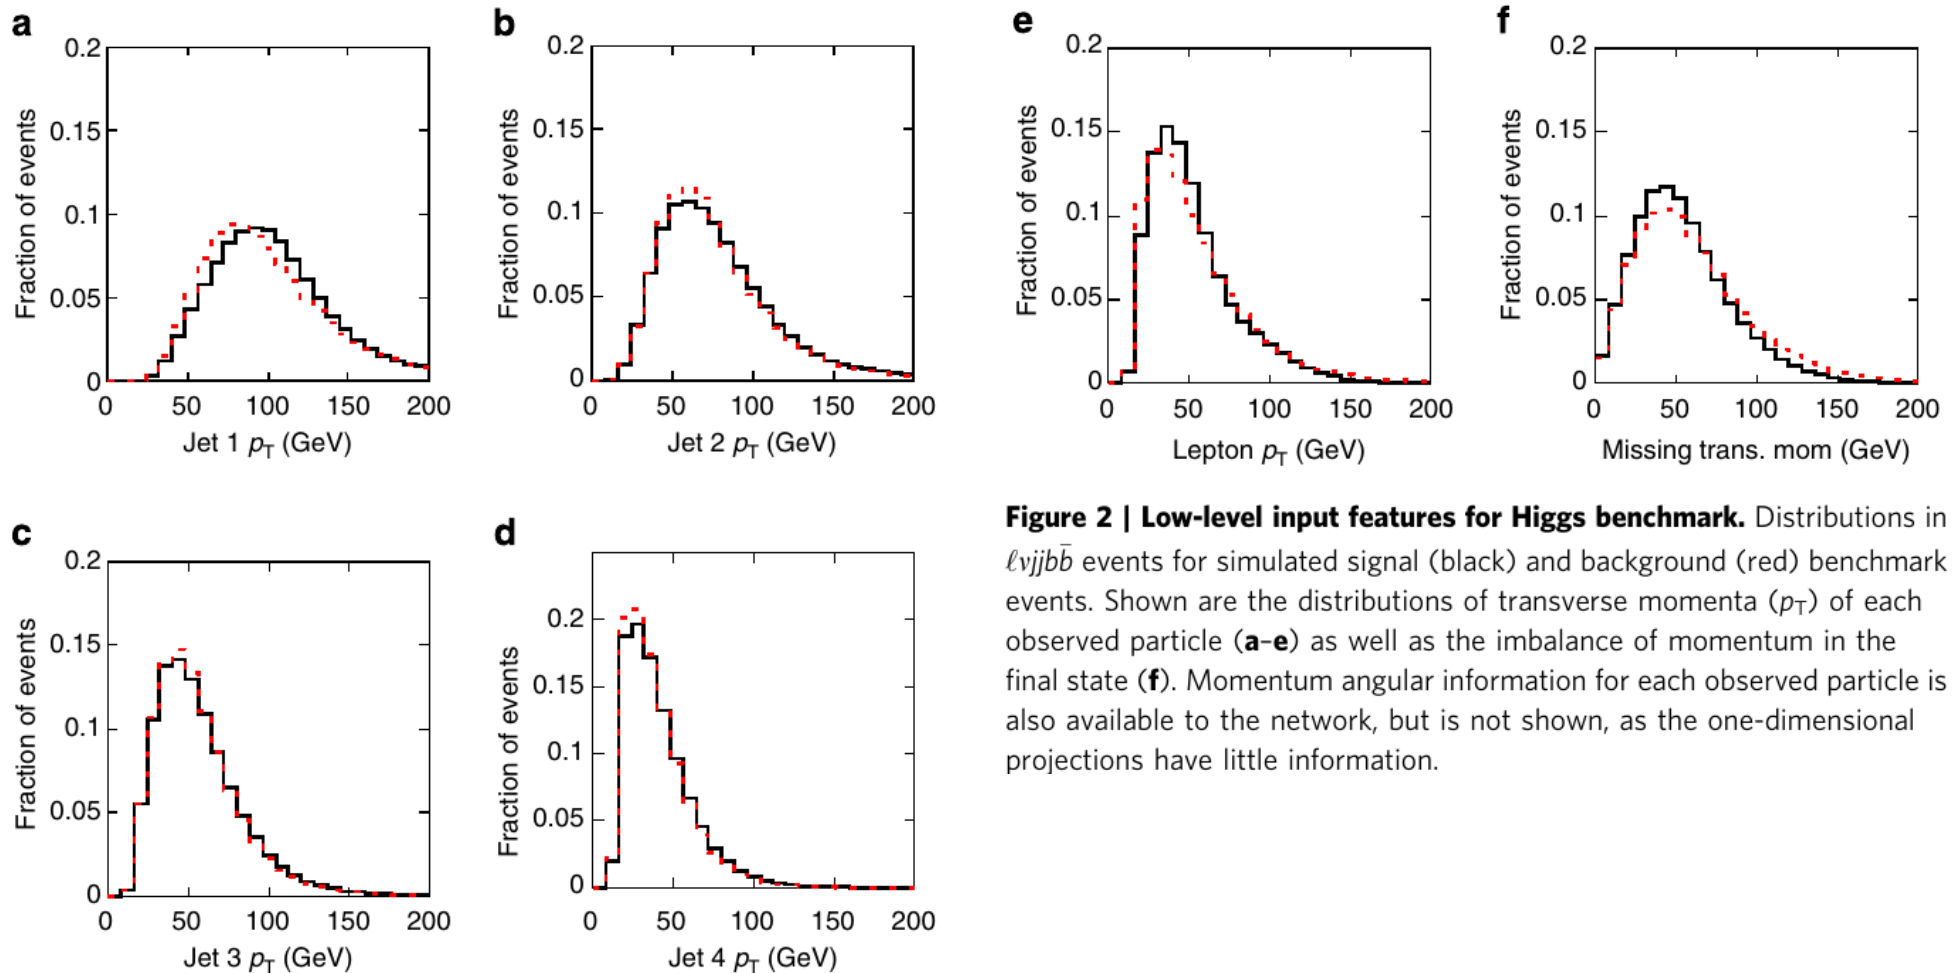 a
0.2
0.15
0.1
0.05
0
Fraction of events
0 50 100 150 200
Jet 1 pT (GeV)
b
0.2
0.15
0.1
0.05
0
Fraction of events
0 50 100 150 200
Jet 2 pT (GeV)
c
0.2
0.15
0.1
0.05
0
Fraction of events
0 50 100 150 200
Jet 3 pT (GeV)
d
0.2
0.15
0.1
0.05
0
Fraction of events
0 50 100 150 200
Jet 4 pT (GeV)
e
0.2
0.15
0.1
0.05
0
Fraction of events
0 50 100 150 200
Lepton pT (GeV)
f
0.2
0.15
0.1
0.05
0
Fraction of events
0 50 100 150 200
Missing trans. mom (GeV)
Figure 2 | Low-level input features for Higgs benchmark. Distributions in
ℓνjjbb̄ events for simulated signal (black) and background (red) benchmark
events. Shown are the distributions of transverse momenta (pT) of each
observed particle (a–e) as well as the imbalance of momentum in the
final state (f). Momentum angular information for each observed particle is
also available to the network, but is not shown, as the one-dimensional
projections have little information.